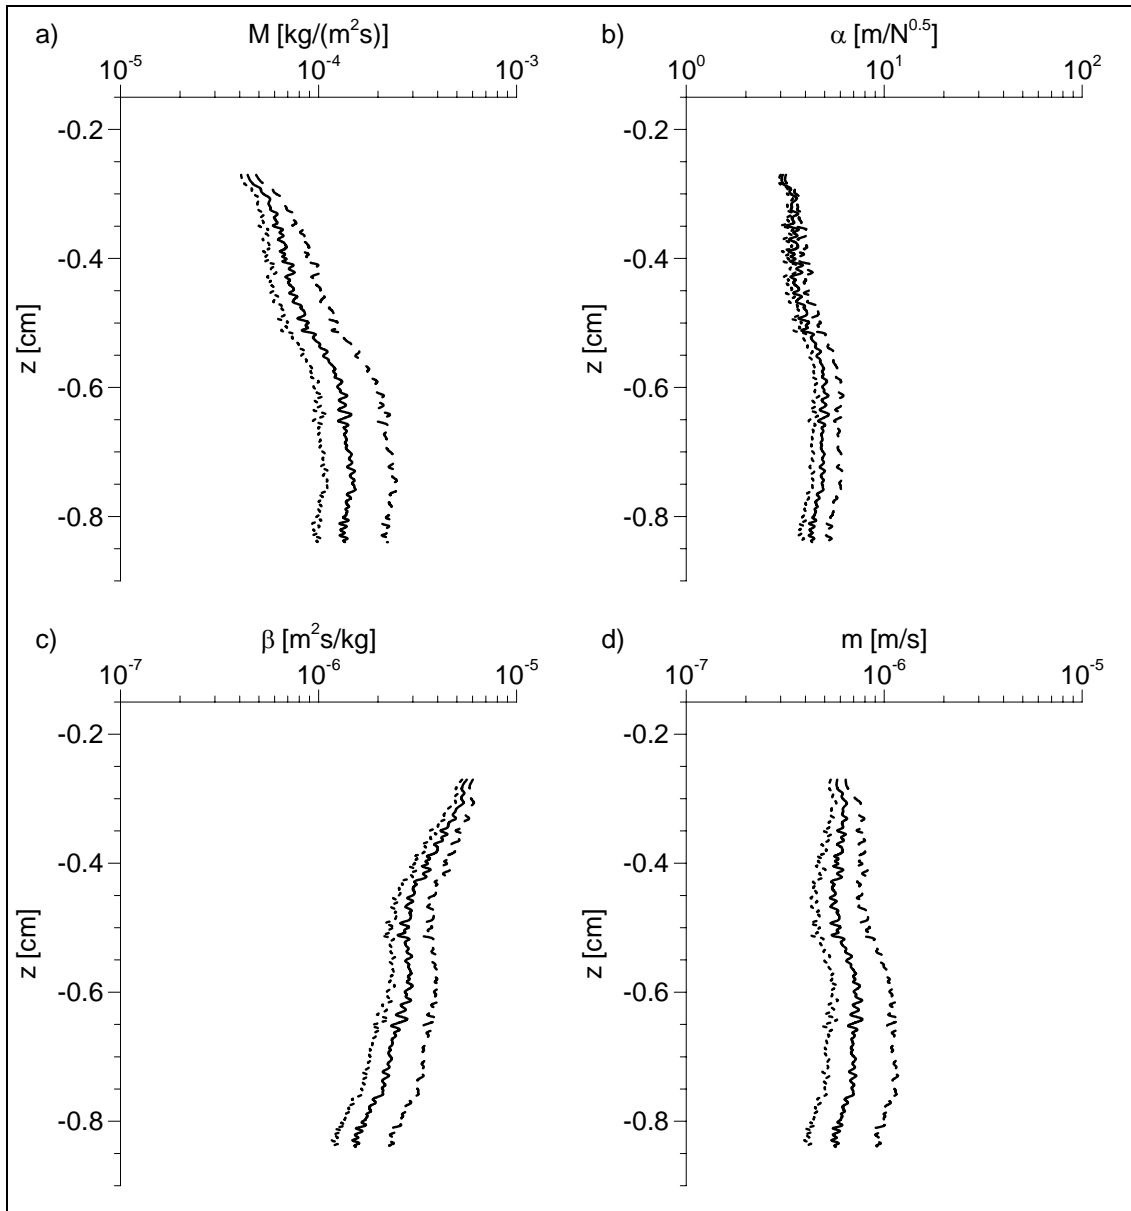 a) M [kg/(m²s)]
10⁻⁵ 10⁻⁴ 10⁻³
-0.2
-0.4
z [cm]
-0.6
-0.8
b) α [m/N⁰·⁵]
10⁰ 10¹ 10²
-0.2
-0.4
z [cm]
-0.6
-0.8
c) β [m²s/kg]
10⁻⁷ 10⁻⁶ 10⁻⁵
-0.2
-0.4
z [cm]
-0.6
-0.8
d) m [m/s]
10⁻⁷ 10⁻⁶ 10⁻⁵
-0.2
-0.4
z [cm]
-0.6
-0.8